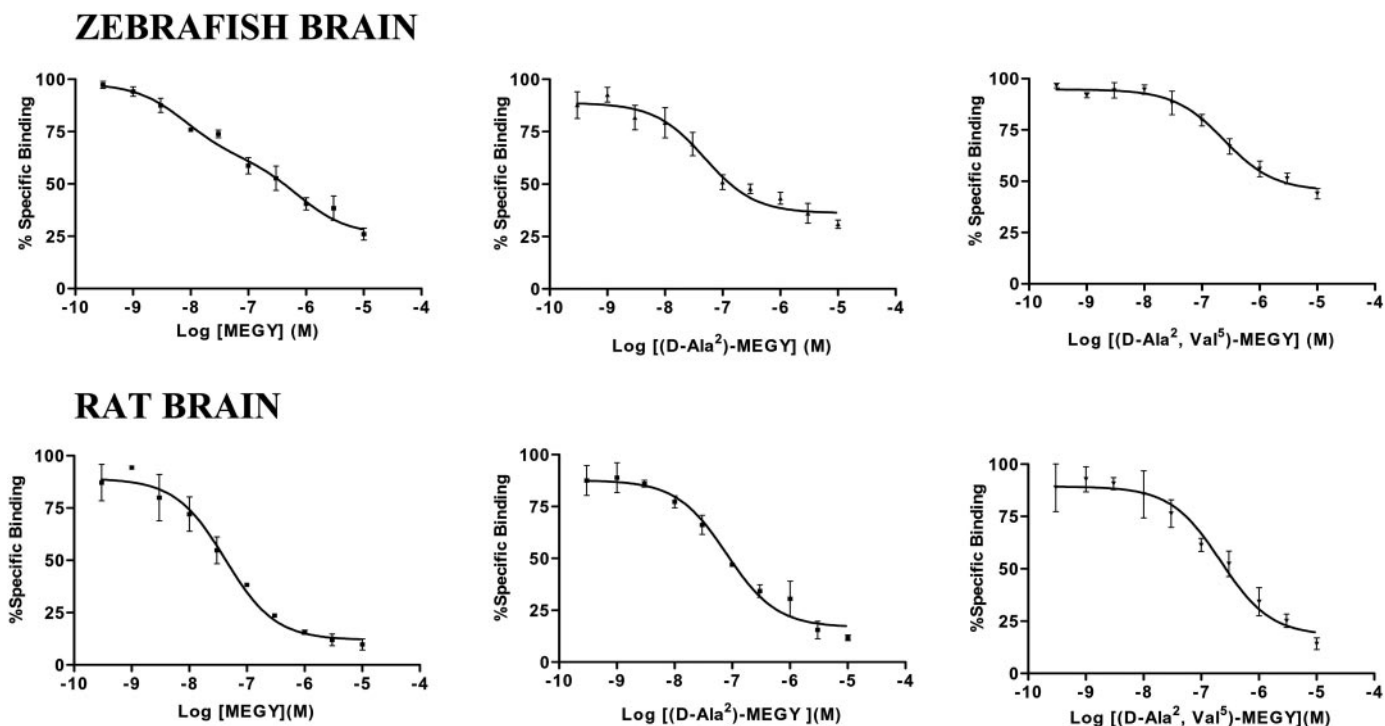 ZEBRAFISH BRAIN
% Specific Binding
100
75
50
25
0
-10 -9 -8 -7 -6 -5 -4
Log [MEGY] (M)
% Specific Binding
100
75
50
25
0
-10 -9 -8 -7 -6 -5 -4
Log [(D-Ala²)-MEGY] (M)
% Specific Binding
100
75
50
25
0
-10 -9 -8 -7 -6 -5 -4
Log [(D-Ala², Val⁵)-MEGY] (M)
RAT BRAIN
%Specific Binding
100
75
50
25
0
-10 -9 -8 -7 -6 -5 -4
Log [MEGY](M)
%Specific Binding
100
75
50
25
0
-10 -9 -8 -7 -6 -5 -4
Log [(D-Ala²)-MEGY ](M)
%Specific Binding
100
75
50
25
0
-10 -9 -8 -7 -6 -5 -4
Log [(D-Ala², Val⁵)-MEGY](M)